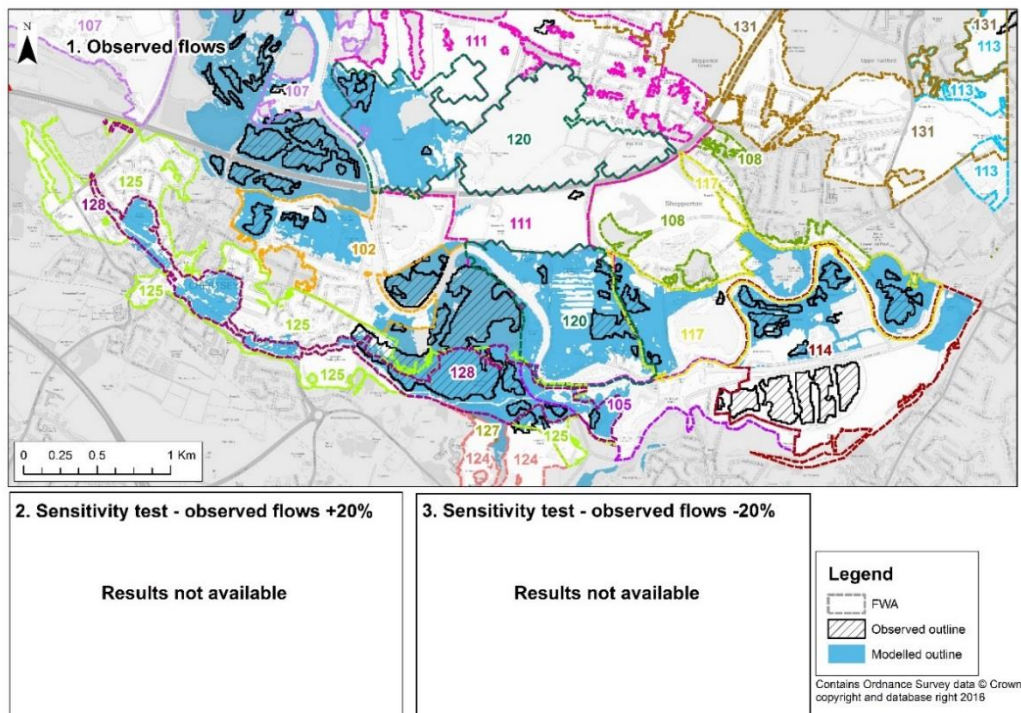 N
1. Observed flows
107
107
111
111
120
120
131
131
131
113
113
113
108
108
117
117
125
125
125
125
125
128
128
102
105
114
127
124
124
Shepperton
0 0.25 0.5 1 Km
2. Sensitivity test - observed flows +20%
Results not available
3. Sensitivity test - observed flows -20%
Results not available
Legend
FWA
Observed outline
Modelled outline
Contains Ordnance Survey data © Crown
copyright and database right 2016